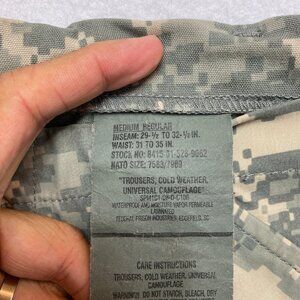 MEDIUM REGULAR
INSEAM: 29-½ TO 32-½ IN.
WAIST: 31 TO 35 IN.
STOCK NO: 8415-01-526-9062
NATO SIZE: 7583/7989
"TROUSERS, COLD WEATHER,
UNIVERSAL CAMOUFLAGE"
WATERPROOF AND MOISTURE VAPOR PERMEABLE
LAMINATED
FEDERAL PRISON INDUSTRIES, EDGEFIELD, SC
CARE INSTRUCTIONS
TROUSERS, COLD WEATHER, UNIVERSAL
CAMOUFLAGE
WARNING: DO NOT STARCH, BLEACH, DRY